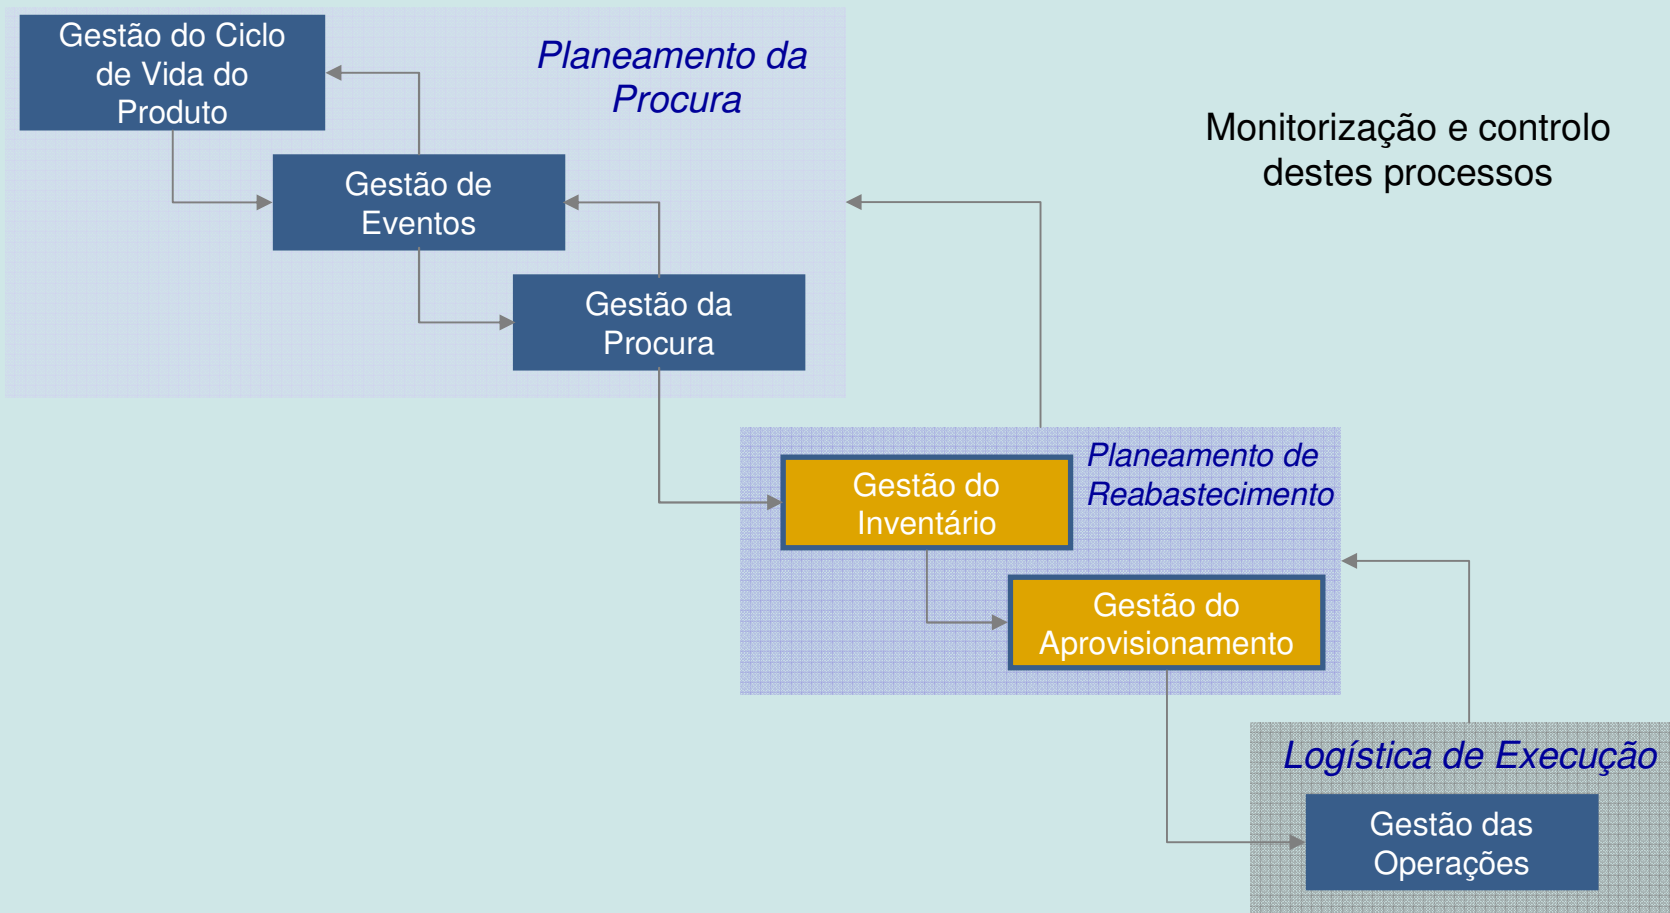 Gestão do Ciclo
de Vida do
Produto
Planeamento da
Procura
Monitorização e controlo
destes processos
Gestão de
Eventos
Gestão da
Procura
Planeamento de
Reabastecimento
Gestão do
Inventário
Gestão do
Aprovisionamento
Logística de Execução
Gestão das
Operações